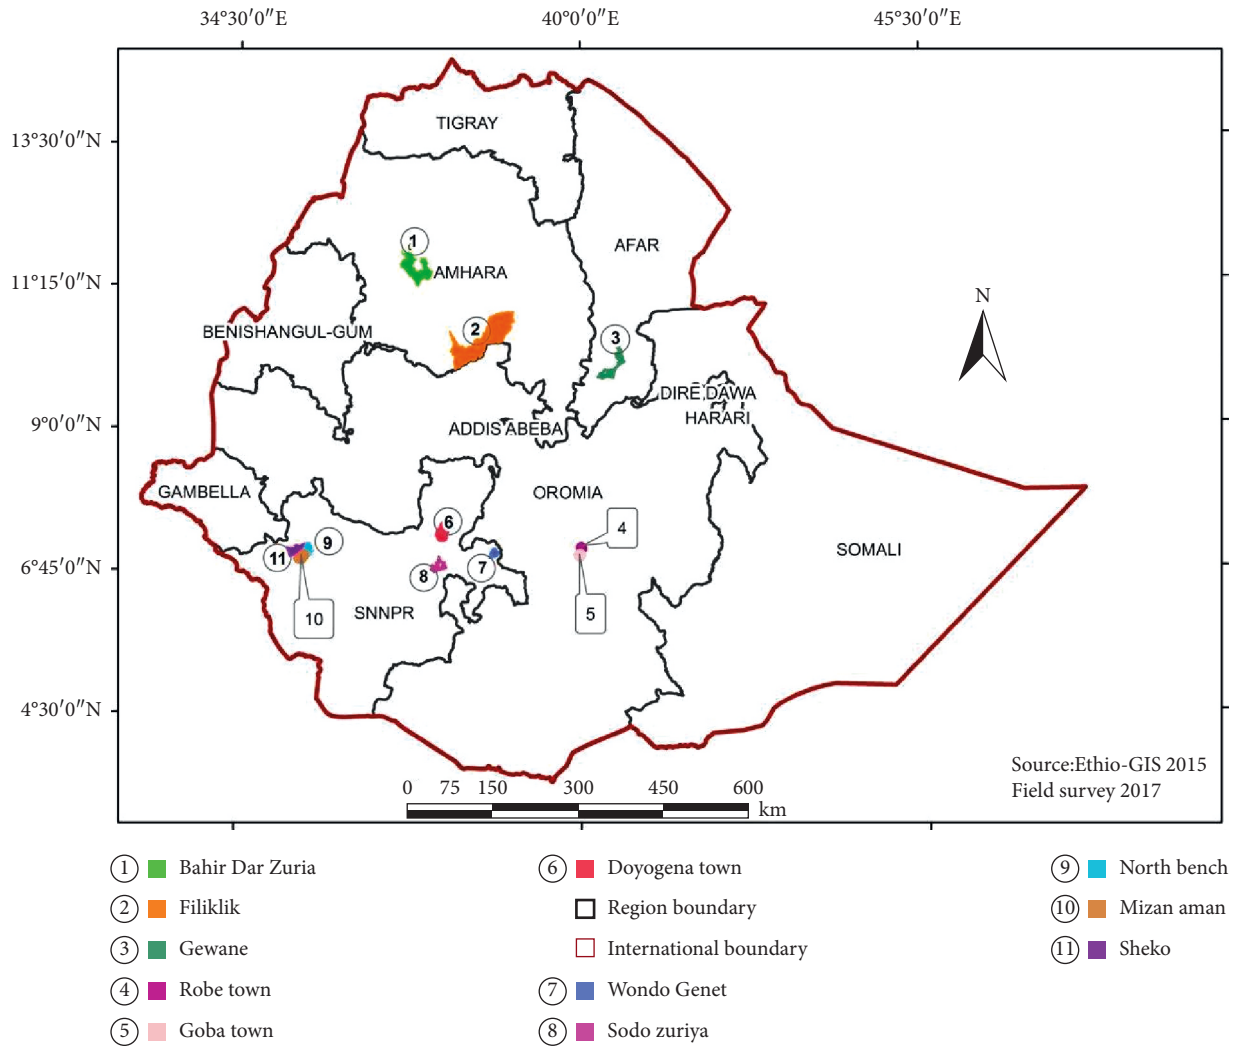 34°30′0″E 40°0′0″E 45°30′0″E
13°30′0″N
11°15′0″N
9°0′0″N
6°45′0″N
4°30′0″N
TIGRAY
AFAR
1
AMHARA
N
BENISHANGUL-GUM
2
3
DIRE DAWA
HARARI
ADDIS ABEBA
GAMBELLA
OROMIA
6
4
9
11
SOMALI
8
7
10
SNNPR
5
Source:Ethio-GIS 2015
Field survey 2017
0 75 150 300 450 600
km
1 Bahir Dar Zuria
2 Filiklik
3 Gewane
4 Robe town
5 Goba town
6 Doyogena town
Region boundary
International boundary
7 Wondo Genet
8 Sodo zuriya
9 North bench
10 Mizan aman
11 Sheko